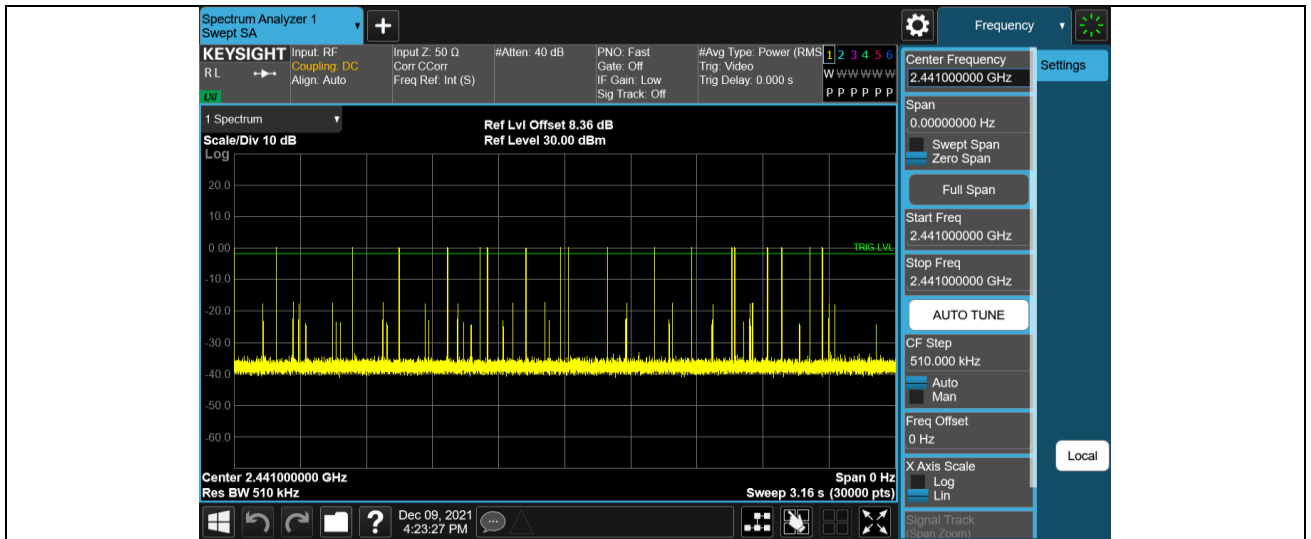 Spectrum Analyzer 1
Swept SA
Frequency
KEYSIGHT
R L
LXI
Input: RF
Coupling: DC
Align: Auto
Input Z: 50 Ω
Corr CCorr
Freq Ref: Int (S)
#Atten: 40 dB
PNO: Fast
Gate: Off
IF Gain: Low
Sig Track: Off
#Avg Type: Power (RMS
Trig: Video
Trig Delay: 0.000 s
1 2 3 4 5 6
W W W W W W
P P P P P P
1 Spectrum
Scale/Div 10 dB
Log
Ref Lvl Offset 8.36 dB
Ref Level 30.00 dBm
20.0
10.0
0.00
TRIG LVL
-10.0
-20.0
-30.0
-40.0
-50.0
-60.0
Center 2.441000000 GHz
Res BW 510 kHz
Span 0 Hz
Sweep 3.16 s (30000 pts)
Dec 09, 2021
4:23:27 PM
Center Frequency
2.441000000 GHz
Span
0.00000000 Hz
Swept Span
Zero Span
Full Span
Start Freq
2.441000000 GHz
Stop Freq
2.441000000 GHz
AUTO TUNE
CF Step
510.000 kHz
Auto
Man
Freq Offset
0 Hz
X Axis Scale
Log
Lin
Signal Track
(Span Zoom)
Settings
Local